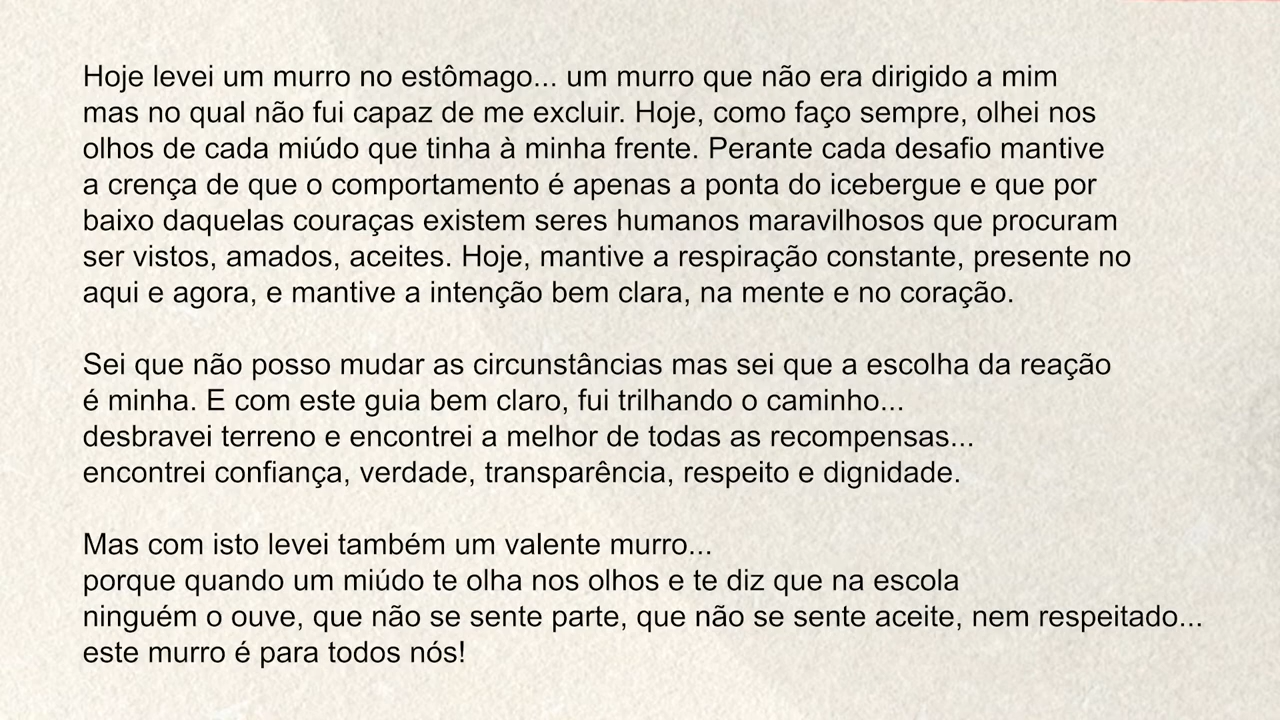 Hoje levei um murro no estômago... um murro que não era dirigido a mim
mas no qual não fui capaz de me excluir. Hoje, como faço sempre, olhei nos
olhos de cada miúdo que tinha à minha frente. Perante cada desafio mantive
a crença de que o comportamento é apenas a ponta do icebergue e que por
baixo daquelas couraças existem seres humanos maravilhosos que procuram
ser vistos, amados, aceites. Hoje, mantive a respiração constante, presente no
aqui e agora, e mantive a intenção bem clara, na mente e no coração.
Sei que não posso mudar as circunstâncias mas sei que a escolha da reação
é minha. E com este guia bem claro, fui trilhando o caminho...
desbravei terreno e encontrei a melhor de todas as recompensas...
encontrei confiança, verdade, transparência, respeito e dignidade.
Mas com isto levei também um valente murro...
porque quando um miúdo te olha nos olhos e te diz que na escola
ninguém o ouve, que não se sente parte, que não se sente aceite, nem respeitado...
este murro é para todos nós!